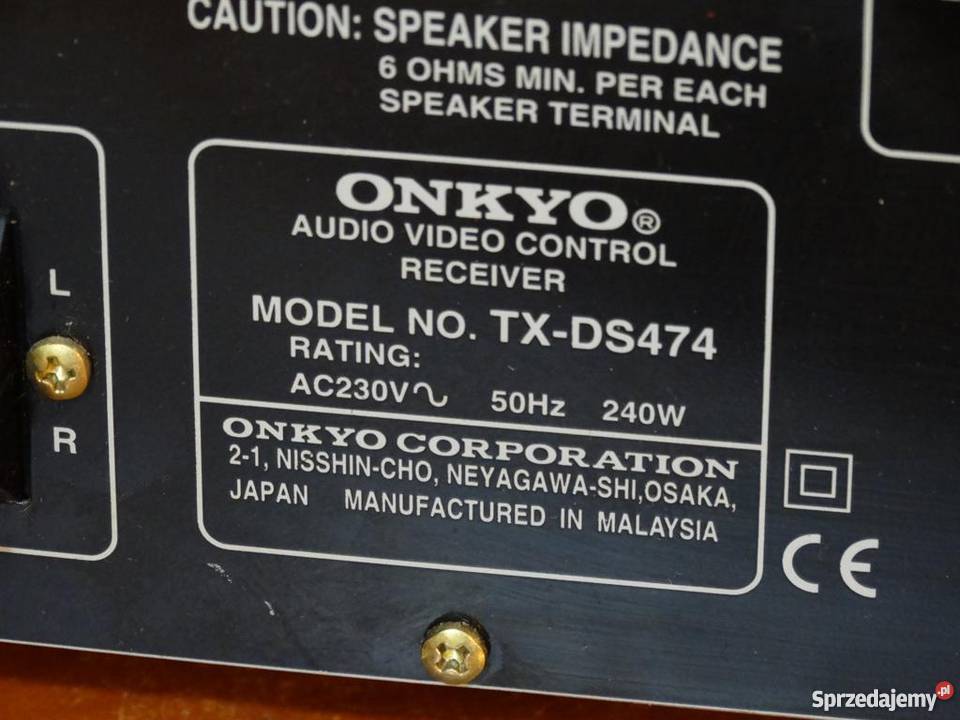 CAUTION: SPEAKER IMPEDANCE
6 OHMS MIN. PER EACH
SPEAKER TERMINAL
ONKYO®
AUDIO VIDEO CONTROL
RECEIVER
MODEL NO. TX-DS474
RATING:
AC230V∿ 50Hz 240W
ONKYO CORPORATION
2-1, NISSHIN-CHO, NEYAGAWA-SHI,OSAKA,
JAPAN MANUFACTURED IN MALAYSIA
L
R
CE
Sprzedajemy.pl